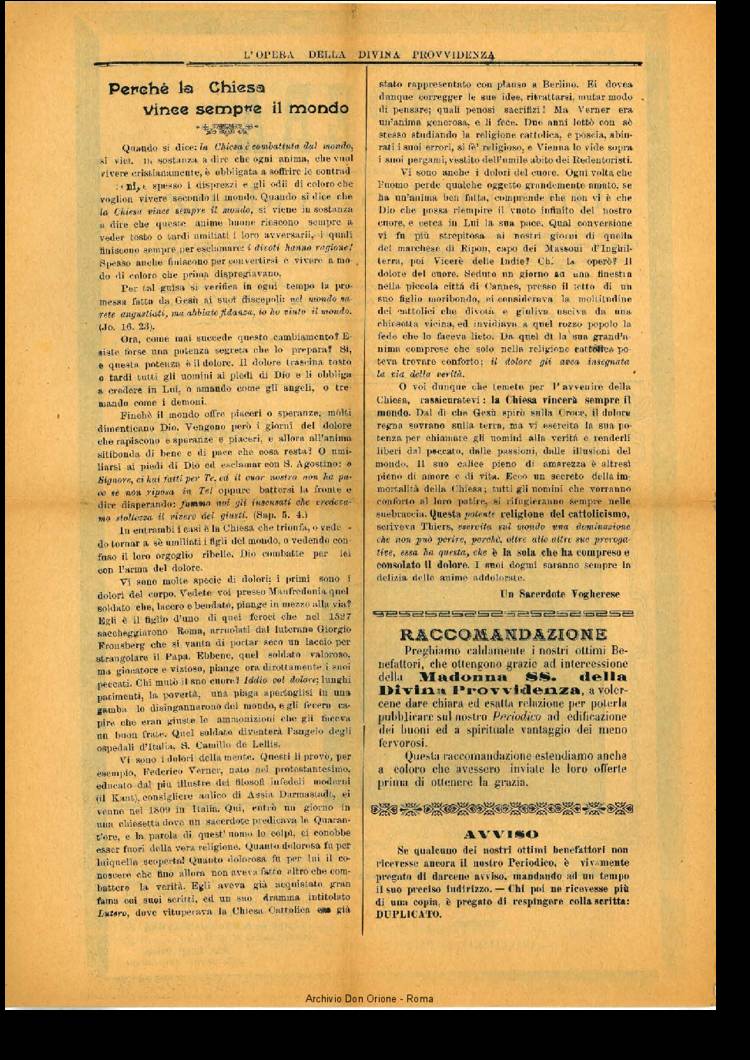 L'OPERA DELLA DIVINA PROVVIDENZA
Perchè la Chiesa
vince sempre il mondo
Quando si dice: la Chiesa è combattuta dal mondo,
si vien in sostanza a dire che ogni anima, che vuol
vivere cristianamente, è obbligata a soffrire le contrad
spesso i disprezzi e gli odii di coloro che
voglion vivere secondo il mondo. Quando si dice che
la Chiesa vince sempre il mondo, si viene in sostanza
a dire che queste anime buone riescono sempre a
veder tosto o tardi umiliati i loro avversarii, i quali
finiscono sempre per esclamare: i divoti hanno ragione!
Spesso anche finiscono per convertirsi e vivere a mo
do di coloro che prima dispregiavano.
Per tal guisa si verifica in ogni tempo la pro-
messa fatta da Gesù ai suoi discepoli: nel mondo sa
rete angustiati, ma abbiate fidanza, io ho vinto il mondo.
(Jo. 16. 23).
Ora, come mai succede questo cambiamento? E-
siste forse una potenza segreta che lo prepara? Sì,
e questa potenza è il dolore. Il dolore trascina tosto
o tardi tutti gli uomini ai piedi di Dio e li obbliga
a credere in Lui, o amando come gli angeli, o tre-
mando come i demoni.
Finchè il mondo offre piaceri o speranze, molti
dimenticano Dio. Vengono però i giorni del dolore
che rapiscono e speranze e piaceri, e allora all'anima
sitibonda di bene e di pace che cosa resta? O umi-
liarsi ai piedi di Dio ed esclamar con S. Agostino: o
Signore, ci hai fatti per Te, ed il cuor nostro non ha pa-
ce se non riposa in Te! oppure battersi la fronte e
dire disperando: fummo noi gli insensati che credeva-
mo stoltezza il vivere dei giusti. (Sap. 5. 4.)
In entrambi i casi è la Chiesa che trionfa, o vede
do tornar a sè umiliati i figli del mondo, o vedendo con-
fuso il loro orgoglio ribelle. Dio combatte per lei
con l'arma del dolore.
Vi sono molte specie di dolori; i primi sono i
dolori del corpo. Vedete voi presso Manfredonia quel
soldato che, lacero e bendato, piange in mezzo alla via?
Egli è il figlio d'uno di quei feroci che nel 1527
saccheggiarono Roma, arruolati dal luterano Giorgio
Fronsberg che si vanta di portar seco un laccio per
strangolare il Papa. Ebbene, quel soldato valoroso,
ma giocatore e vizioso, piange ora dirottamente i suoi
peccati. Chi mutò il suo cuore? Iddio col dolore; lunghi
patimenti, la povertà, una piaga apertaglisi in una
gamba lo disingannarono del mondo, e gli fecero ca-
pire che eran giuste le ammonizioni che gli faceva
un buon frate. Quel soldato diventerà l'angelo degli
ospedali d'Italia, S. Camillo de Lellis.
Vi sono i dolori della mente. Questi li provò, per
esempio, Federico Verner, nato nel protestantesimo,
educato dal più illustre dei filosofi infedeli moderni
(il Kant), consigliere aulico di Assia Darmastadt, ei
venne nel 1809 in Italia. Qui, entrò un giorno in
una chiesetta dova un sacerdote predicava le Quaran-
t'ore, e la parola di quest'uomo lo colpì, ei conobbe
esser fuori della vera religione. Quanto dolorosa fu per
lui quella scoperta! Quanto dolorosa fu per lui il co-
noscere che fino allora non aveva fatto altro che com-
battere la verità. Egli aveva già acquistato gran
fama coi suoi scritti, ed un suo dramma intitolato
Lutero, dove vituperava la Chiesa Cattolica era già
stato rappresentato con plauso a Berlino. Ei dovea
dunque corregger le sue idee, ritrattarsi, mutar modo
di pensare; quali penosi sacrifizi! Ma Verner era
un'anima generosa, e li fece. Due anni lottò con sè
stesso studiando la religione cattolica, e poscia, abiu-
rati i suoi errori, si fe' religioso, e Vienna lo vide sopra
i suoi pergami, vestito dell'umile abito dei Redentoristi.
Vi sono anche i dolori del cuore. Ogni volta che
l'uomo perde qualche oggetto grandemente amato, se
ha un'anima ben fatta, comprende che non vi è che
Dio che possa riempire il vuoto infinito del nostro
cuore, e cerca in Lui la sua pace. Qual conversione
vi fu più strepitosa ai nostri giorni di quella
del marchese di Ripon, capo dei Massoni d'Inghil-
terra, poi Vicerè delle Indie? Chi la operò? Il
dolore del cuore. Seduto un giorno ad una finestra
nella piccola città di Cannes, presso il letto di un
suo figlio moribondo, ei considerava la moltitudine
dei cattolici che divota e giuliva usciva da una
chiesetta vicina, ed invidiava a quel rozzo popolo la
fede che lo faceva lieto. Da quel dì la sua grand'a-
nima comprese che solo nella religione cattolica po-
teva trovare conforto; il dolore gli avea insegnata
la via della verità.
O voi dunque che temete per l'avvenire della
Chiesa, rassicuratevi: la Chiesa vincerà sempre il
mondo. Dal dì che Gesù spirò sulla Croce, il dolore
regna sovrano sulla terra, ma vi esercita la sua po-
tenza per chiamare gli uomini alla verità e renderli
liberi dal peccato, dalle passioni, dalle illusioni del
mondo. Il suo calice pieno di amarezza è altresì
pieno di amore e di vita. Ecco un secreto della im-
mortalità della Chiesa; tutti gli uomini che vorranno
conforto al loro patire, si rifugieranno sempre nelle
sue braccia. Questa potente religione del cattolicismo,
scriveva Thiers, esercita sul mondo una dominazione
che non può perire, perchè, oltre alle altre sue preroga-
tive, essa ha questa, che è la sola che ha compreso e
consolato il dolore. I suoi dogmi saranno sempre la
delizia delle anime addolorate.
Un Sacerdote Vogherese
RACCOMANDAZIONE
Preghiamo caldamente i nostri ottimi Be-
nefattori, che ottengono grazie ad intercessione
della Madonna SS. della
Divina Provvidenza, a voler-
cene dare chiara ed esatta relazione per poterla
pubblicare sul nostro Periodico ad edificazione
dei buoni ed a spirituale vantaggio dei meno
fervorosi.
Questa raccomandazione estendiamo anche
a coloro che avessero inviate le loro offerte
prima di ottenere la grazia.
AVVISO
Se qualcuno dei nostri ottimi benefattori non
ricevesse ancora il nostro Periodico, è vivamente
pregato di darcene avviso, mandando ad un tempo
il suo preciso indirizzo. — Chi poi ne ricevesse più
di una copia, è pregato di respingere colla scritta:
DUPLICATO.
Archivio Don Orione - Roma